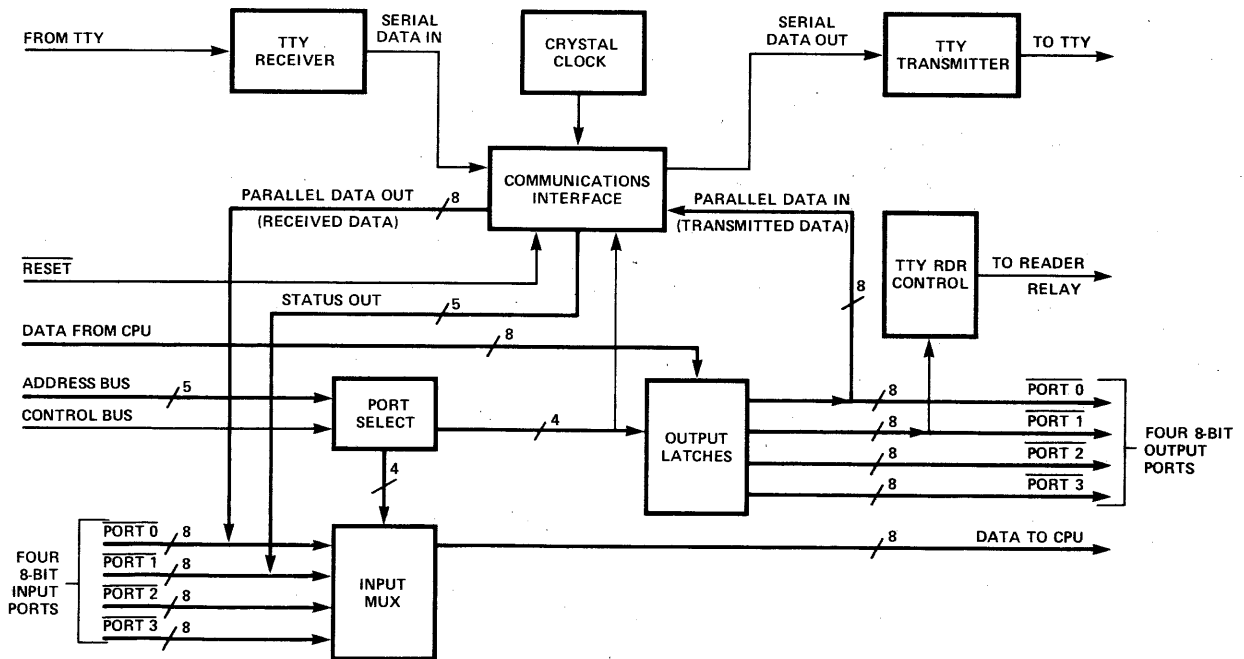 FROM TTY
TTY
RECEIVER
SERIAL
DATA IN
CRYSTAL
CLOCK
SERIAL
DATA OUT
TTY
TRANSMITTER
TO TTY
COMMUNICATIONS
INTERFACE
PARALLEL DATA OUT
8
(RECEIVED DATA)
PARALLEL DATA IN
(TRANSMITTED DATA)
8
TTY RDR
CONTROL
TO READER
RELAY
RESET
STATUS OUT
5
DATA FROM CPU
8
ADDRESS BUS
5
CONTROL BUS
PORT
SELECT
4
4
OUTPUT
LATCHES
8
PORT 0
8
PORT 1
8
PORT 2
8
PORT 3
FOUR 8-BIT
OUTPUT
PORTS
FOUR
8-BIT
INPUT
PORTS
PORT 0
8
PORT 1
8
PORT 2
8
PORT 3
8
INPUT
MUX
8
DATA TO CPU